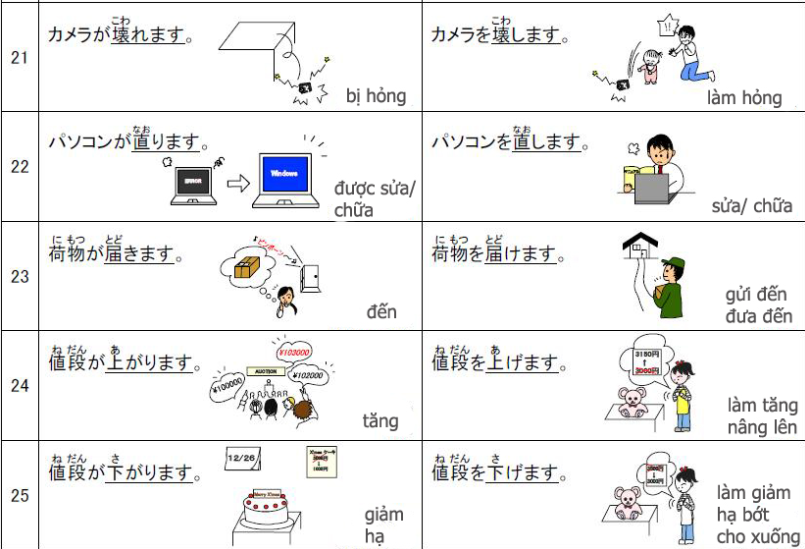 21
カメラが壊れます。
こわ
bị hỏng
カメラを壊します。
こわ
làm hỏng
22
パソコンが直ります。
なお
ERROR
Windows
được sửa/
chữa
パソコンを直します。
なお
sửa/ chữa
23
荷物が届きます。
に もつ
とど
ピンポーン
đến
荷物を届けます。
に もつ
とど
gửi đến
đưa đến
24
値段が上がります。
ね だん
あ
¥103000
AUCTION
¥100000
¥102000
tăng
値段を上げます。
ね だん
あ
3150円
làm tăng
nâng lên
25
値段が下がります。
ね だん
さ
12/26
Merry X'mas
giảm
hạ
値段を下げます。
ね だん
さ
3000円
làm giảm
hạ bớt
cho xuống